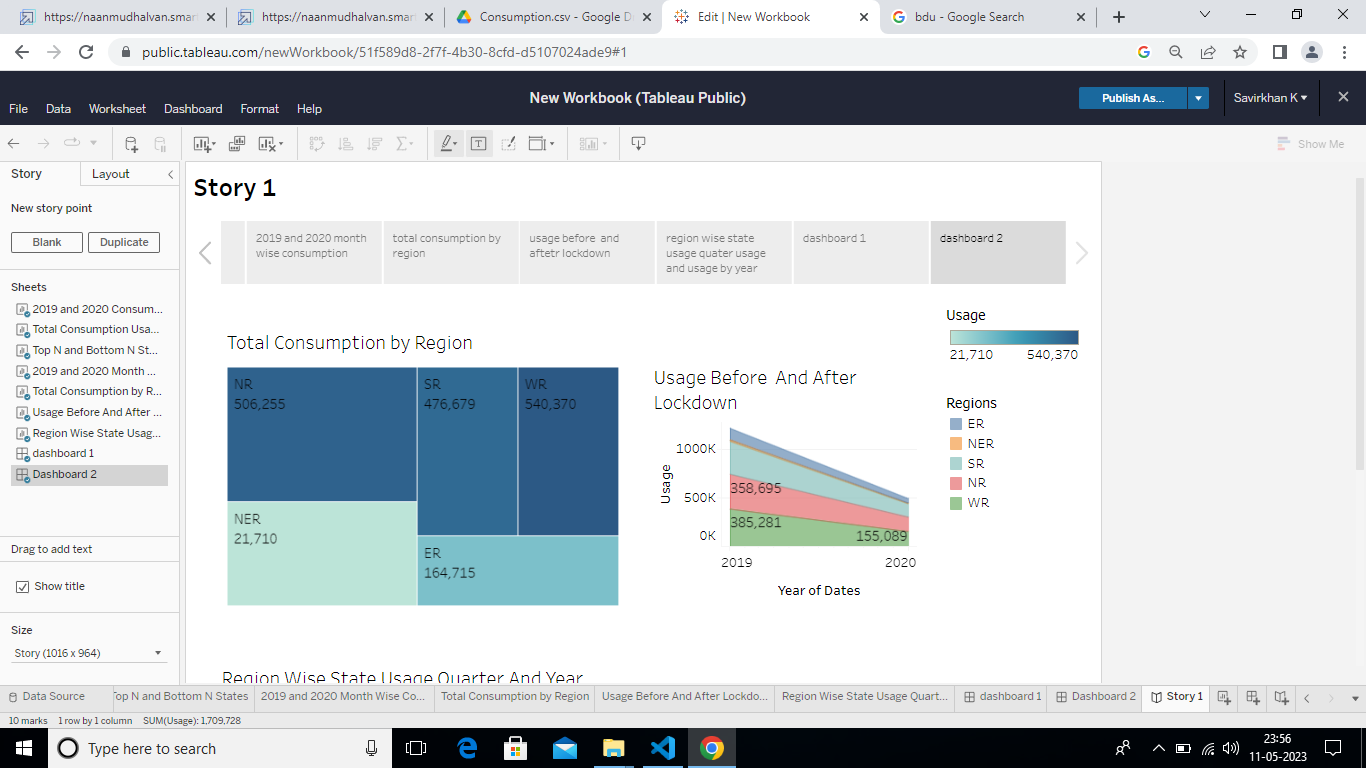 https://naanmudhalvan.smar
https://naanmudhalvan.smar
Consumption.csv - Google D
Edit | New Workbook
bdu - Google Search
public.tableau.com/newWorkbook/51f589d8-2f7f-4b30-8cfd-d5107024ade9#1
New Workbook (Tableau Public)
Publish As...
Savirkhan K
File Data Worksheet Dashboard Format Help
Show Me
Story Layout
New story point
Blank Duplicate
Sheets
2019 and 2020 Consum...
Total Consumption Usa...
Top N and Bottom N St...
2019 and 2020 Month ...
Total Consumption by R...
Usage Before And After ...
Region Wise State Usag...
dashboard 1
Dashboard 2
Drag to add text
Show title
Size
Story (1016 x 964)
Story 1
2019 and 2020 month
wise consumption
total consumption by
region
usage before and
aftetr lockdown
region wise state
usage quater usage
and usage by year
dashboard 1
dashboard 2
Total Consumption by Region
NR
506,255
SR
476,679
WR
540,370
NER
21,710
ER
164,715
Usage Before And After
Lockdown
1000K
500K
0K
Usage
358,695
385,281
155,089
2019 2020
Year of Dates
Usage
21,710 540,370
Regions
ER
NER
SR
NR
WR
Region Wise State Usage Quarter And Year
Data Source
Top N and Bottom N States
2019 and 2020 Month Wise Co...
Total Consumption by Region
Usage Before And After Lockdo...
Region Wise State Usage Quart...
dashboard 1
Dashboard 2
Story 1
10 marks 1 row by 1 column SUM(Usage): 1,709,728
Type here to search
23:56
11-05-2023